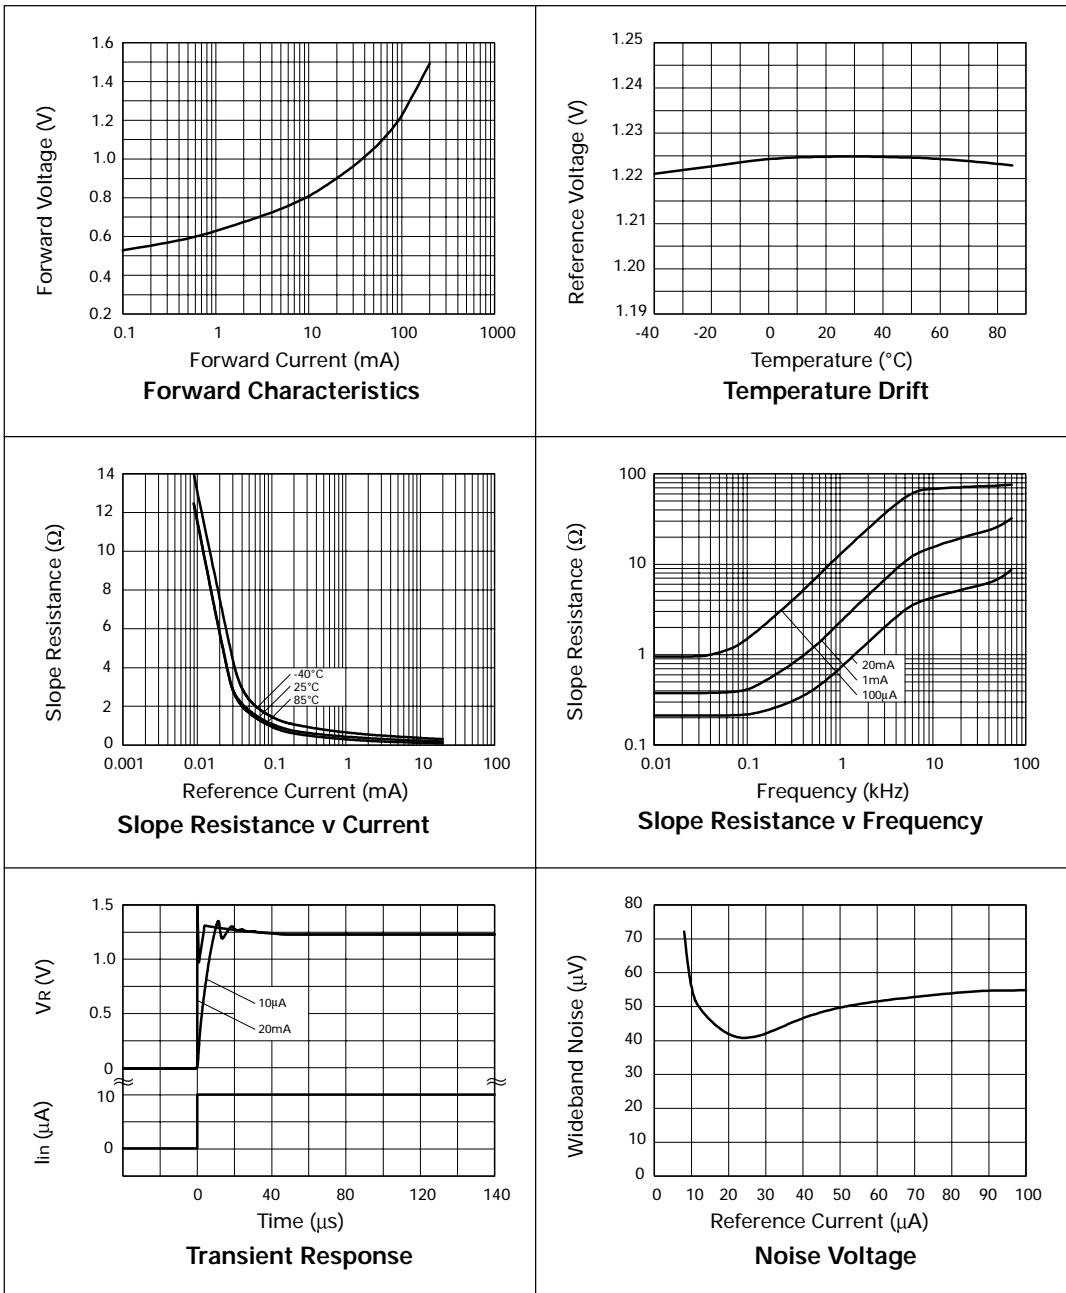 1.6
1.4
1.2
1.0
0.8
0.6
0.4
0.2
Forward Voltage (V)
0.1 1 10 100 1000
Forward Current (mA)
Forward Characteristics
1.25
1.24
1.23
1.22
1.21
1.20
1.19
Reference Voltage (V)
-40 -20 0 20 40 60 80
Temperature (°C)
Temperature Drift
14
12
10
8
6
4
2
0
Slope Resistance (Ω)
-40°C
25°C
85°C
0.001 0.01 0.1 1 10 100
Reference Current (mA)
Slope Resistance v Current
100
10
1
0.1
Slope Resistance (Ω)
20mA
1mA
100µA
0.01 0.1 1 10 100
Frequency (kHz)
Slope Resistance v Frequency
1.5
1.0
0.5
0
VR (V)
10µA
20mA
10
0
Iin (µA)
0 40 80 120 140
Time (µs)
Transient Response
80
70
60
50
40
30
20
10
0
Wideband Noise (µV)
0 10 20 30 40 50 60 70 80 90 100
Reference Current (µA)
Noise Voltage